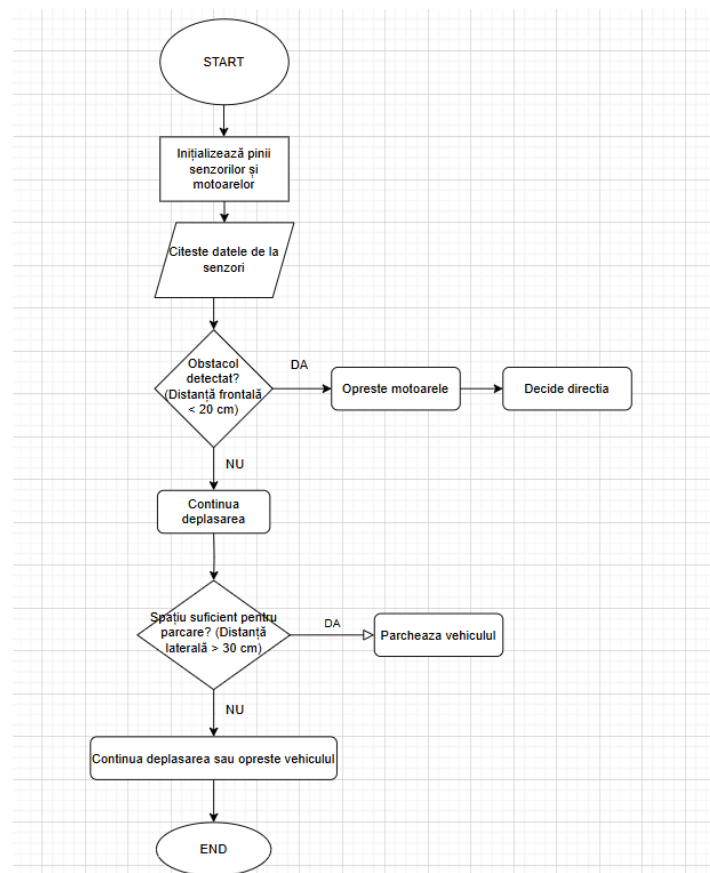 START
Inițializează pinii
senzorilor și
motoarelor
Citeste datele de la
senzori
Obstacol
detectat?
(Distanță frontală
< 20 cm)
DA
Opreste motoarele
Decide directia
NU
Continua
deplasarea
Spațiu suficient pentru
parcare? (Distanță
laterală > 30 cm)
DA
Parcheaza vehiculul
NU
Continua deplasarea sau opreste vehiculul
END